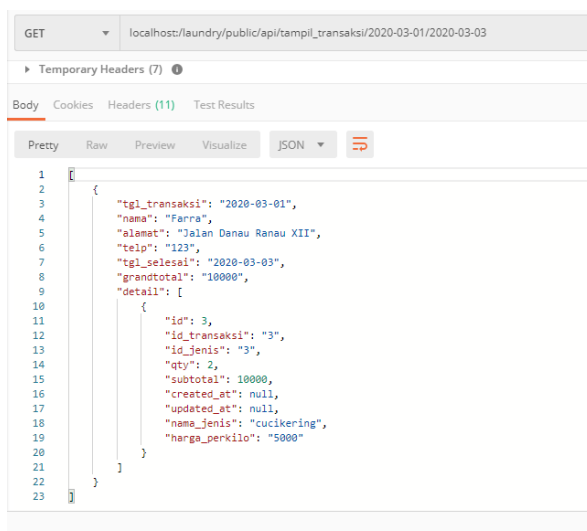 GET localhost:/laundry/public/api/tampil_transaksi/2020-03-01/2020-03-03
Temporary Headers (7)
Body Cookies Headers (11) Test Results
Pretty Raw Preview Visualize JSON
1 [
2 {
3 "tgl_transaksi": "2020-03-01",
4 "nama": "Farra",
5 "alamat": "Jalan Danau Ranau XII",
6 "telp": "123",
7 "tgl_selesai": "2020-03-03",
8 "grandtotal": "10000",
9 "detail": [
10 {
11 "id": 3,
12 "id_transaksi": "3",
13 "id_jenis": "3",
14 "qty": 2,
15 "subtotal": 10000,
16 "created_at": null,
17 "updated_at": null,
18 "nama_jenis": "cucikering",
19 "harga_perkilo": "5000"
20 }
21 ]
22 }
23 ]